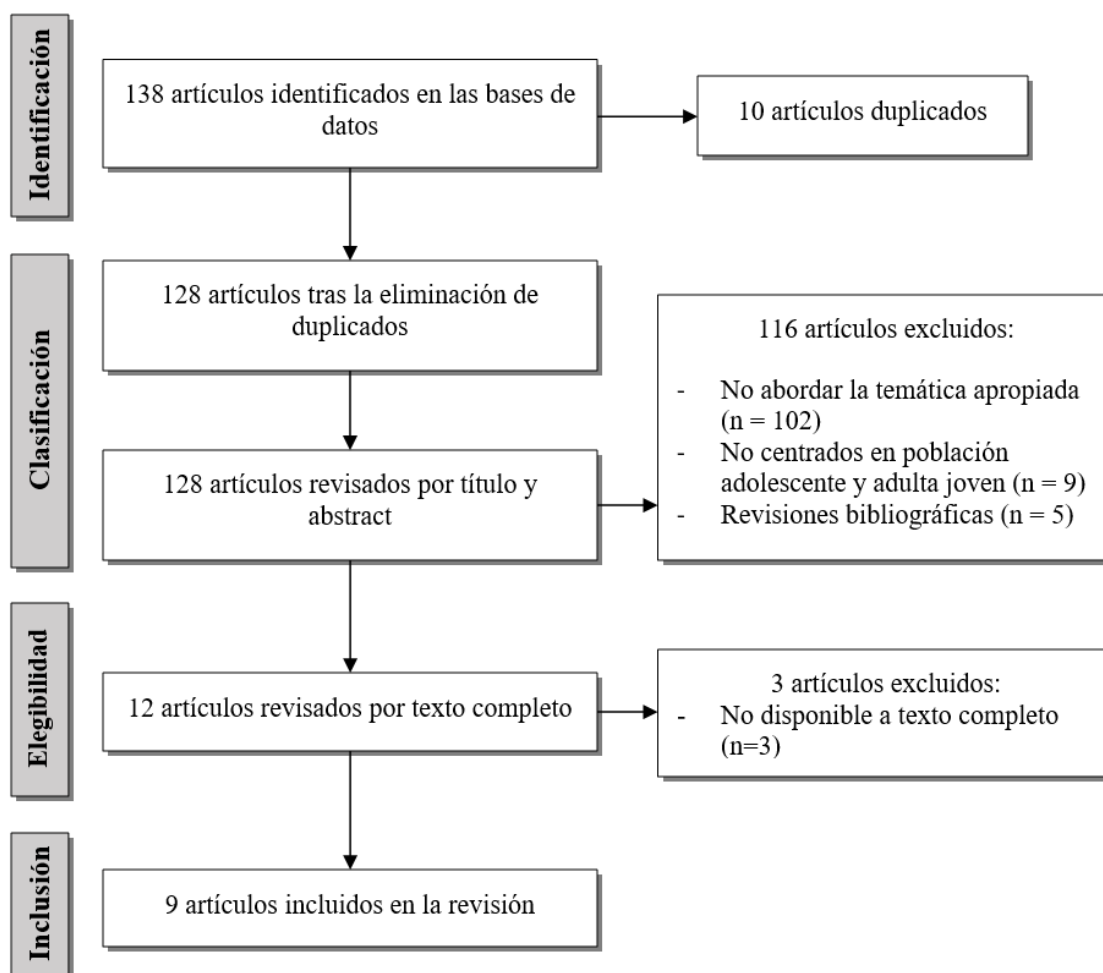 Identificación
138 artículos identificados en las bases de
datos
10 artículos duplicados
Clasificación
128 artículos tras la eliminación de
duplicados
128 artículos revisados por título y
abstract
116 artículos excluidos:
- No abordar la temática apropiada
(n = 102)
- No centrados en población
adolescente y adulta joven (n = 9)
- Revisiones bibliográficas (n = 5)
Elegibilidad
12 artículos revisados por texto completo
3 artículos excluidos:
- No disponible a texto completo
(n=3)
Inclusión
9 artículos incluidos en la revisión